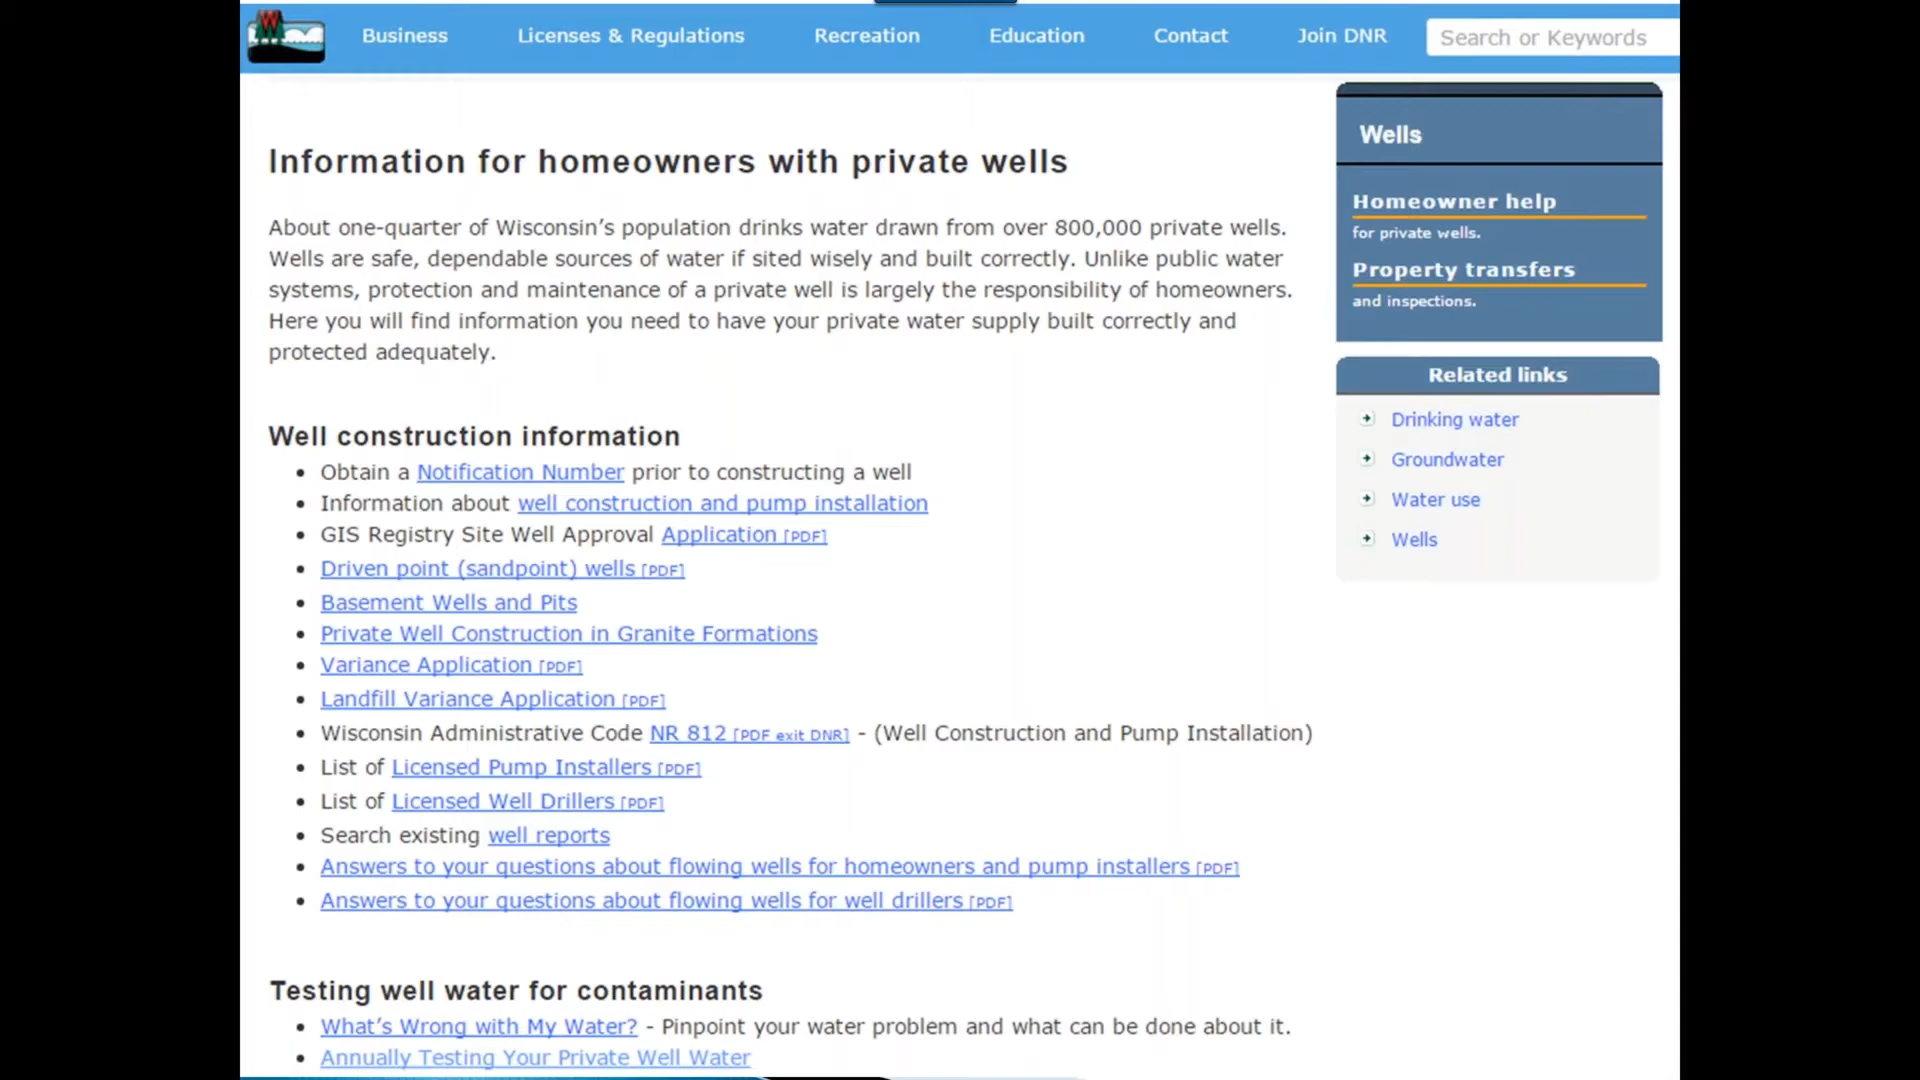 W
Business
Licenses & Regulations
Recreation
Education
Contact
Join DNR
Search or Keywords
Information for homeowners with private wells
About one-quarter of Wisconsin’s population drinks water drawn from over 800,000 private wells.
Wells are safe, dependable sources of water if sited wisely and built correctly. Unlike public water
systems, protection and maintenance of a private well is largely the responsibility of homeowners.
Here you will find information you need to have your private water supply built correctly and
protected adequately.
Well construction information
Obtain a Notification Number prior to constructing a well
Information about well construction and pump installation
GIS Registry Site Well Approval Application [PDF]
Driven point (sandpoint) wells [PDF]
Basement Wells and Pits
Private Well Construction in Granite Formations
Variance Application [PDF]
Landfill Variance Application [PDF]
Wisconsin Administrative Code NR 812 [PDF exit DNR] - (Well Construction and Pump Installation)
List of Licensed Pump Installers [PDF]
List of Licensed Well Drillers [PDF]
Search existing well reports
Answers to your questions about flowing wells for homeowners and pump installers [PDF]
Answers to your questions about flowing wells for well drillers [PDF]
Testing well water for contaminants
What’s Wrong with My Water? - Pinpoint your water problem and what can be done about it.
Annually Testing Your Private Well Water
Wells
Homeowner help
for private wells.
Property transfers
and inspections.
Related links
Drinking water
Groundwater
Water use
Wells